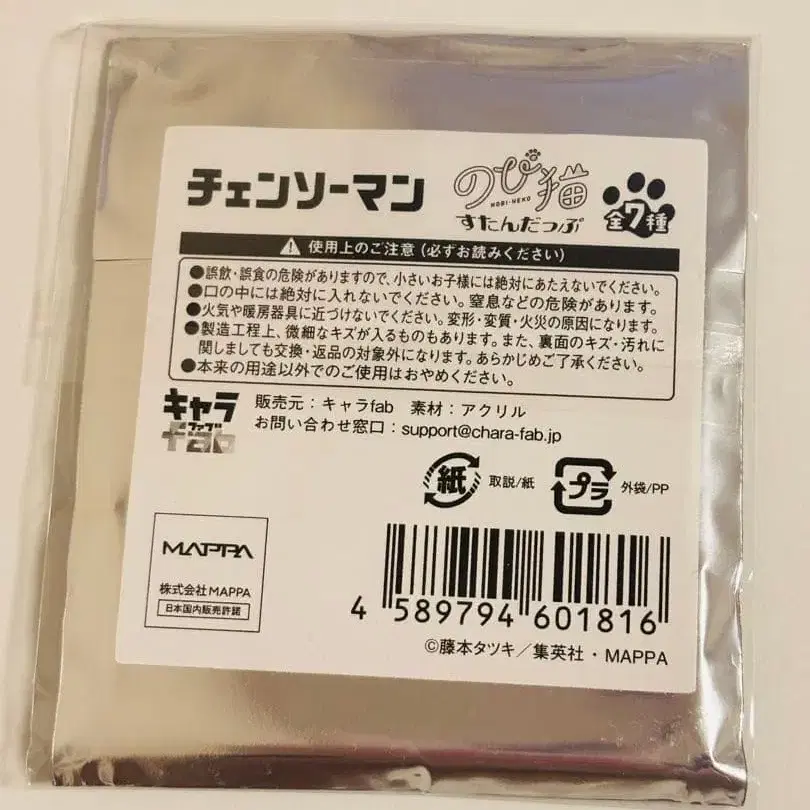 チェンソーマン
のび猫
NOBI-NEKO
すたんだっぷ
全7種
使用上のご注意（必ずお読みください）
●誤飲・誤食の危険がありますので、小さいお子様には絶対にあたえないでください。
●口の中には絶対に入れないでください。窒息などの危険があります。
●火気や暖房器具に近づけないでください。変形・変質・火災の原因になります。
●製造工程上、微細なキズが入るものもあります。また、裏面のキズ・汚れに
関しましても交換・返品の対象外になります。あらかじめご了承ください。
●本来の用途以外でのご使用はおやめください。
キャラ
ファブ
fab
販売元：キャラfab　素材：アクリル
お問い合わせ窓口：support@chara-fab.jp
紙
取説/紙
プラ
外袋/PP
MAPPA
株式会社MAPPA
日本国内販売許諾
4 589794 601816
©藤本タツキ／集英社・MAPPA